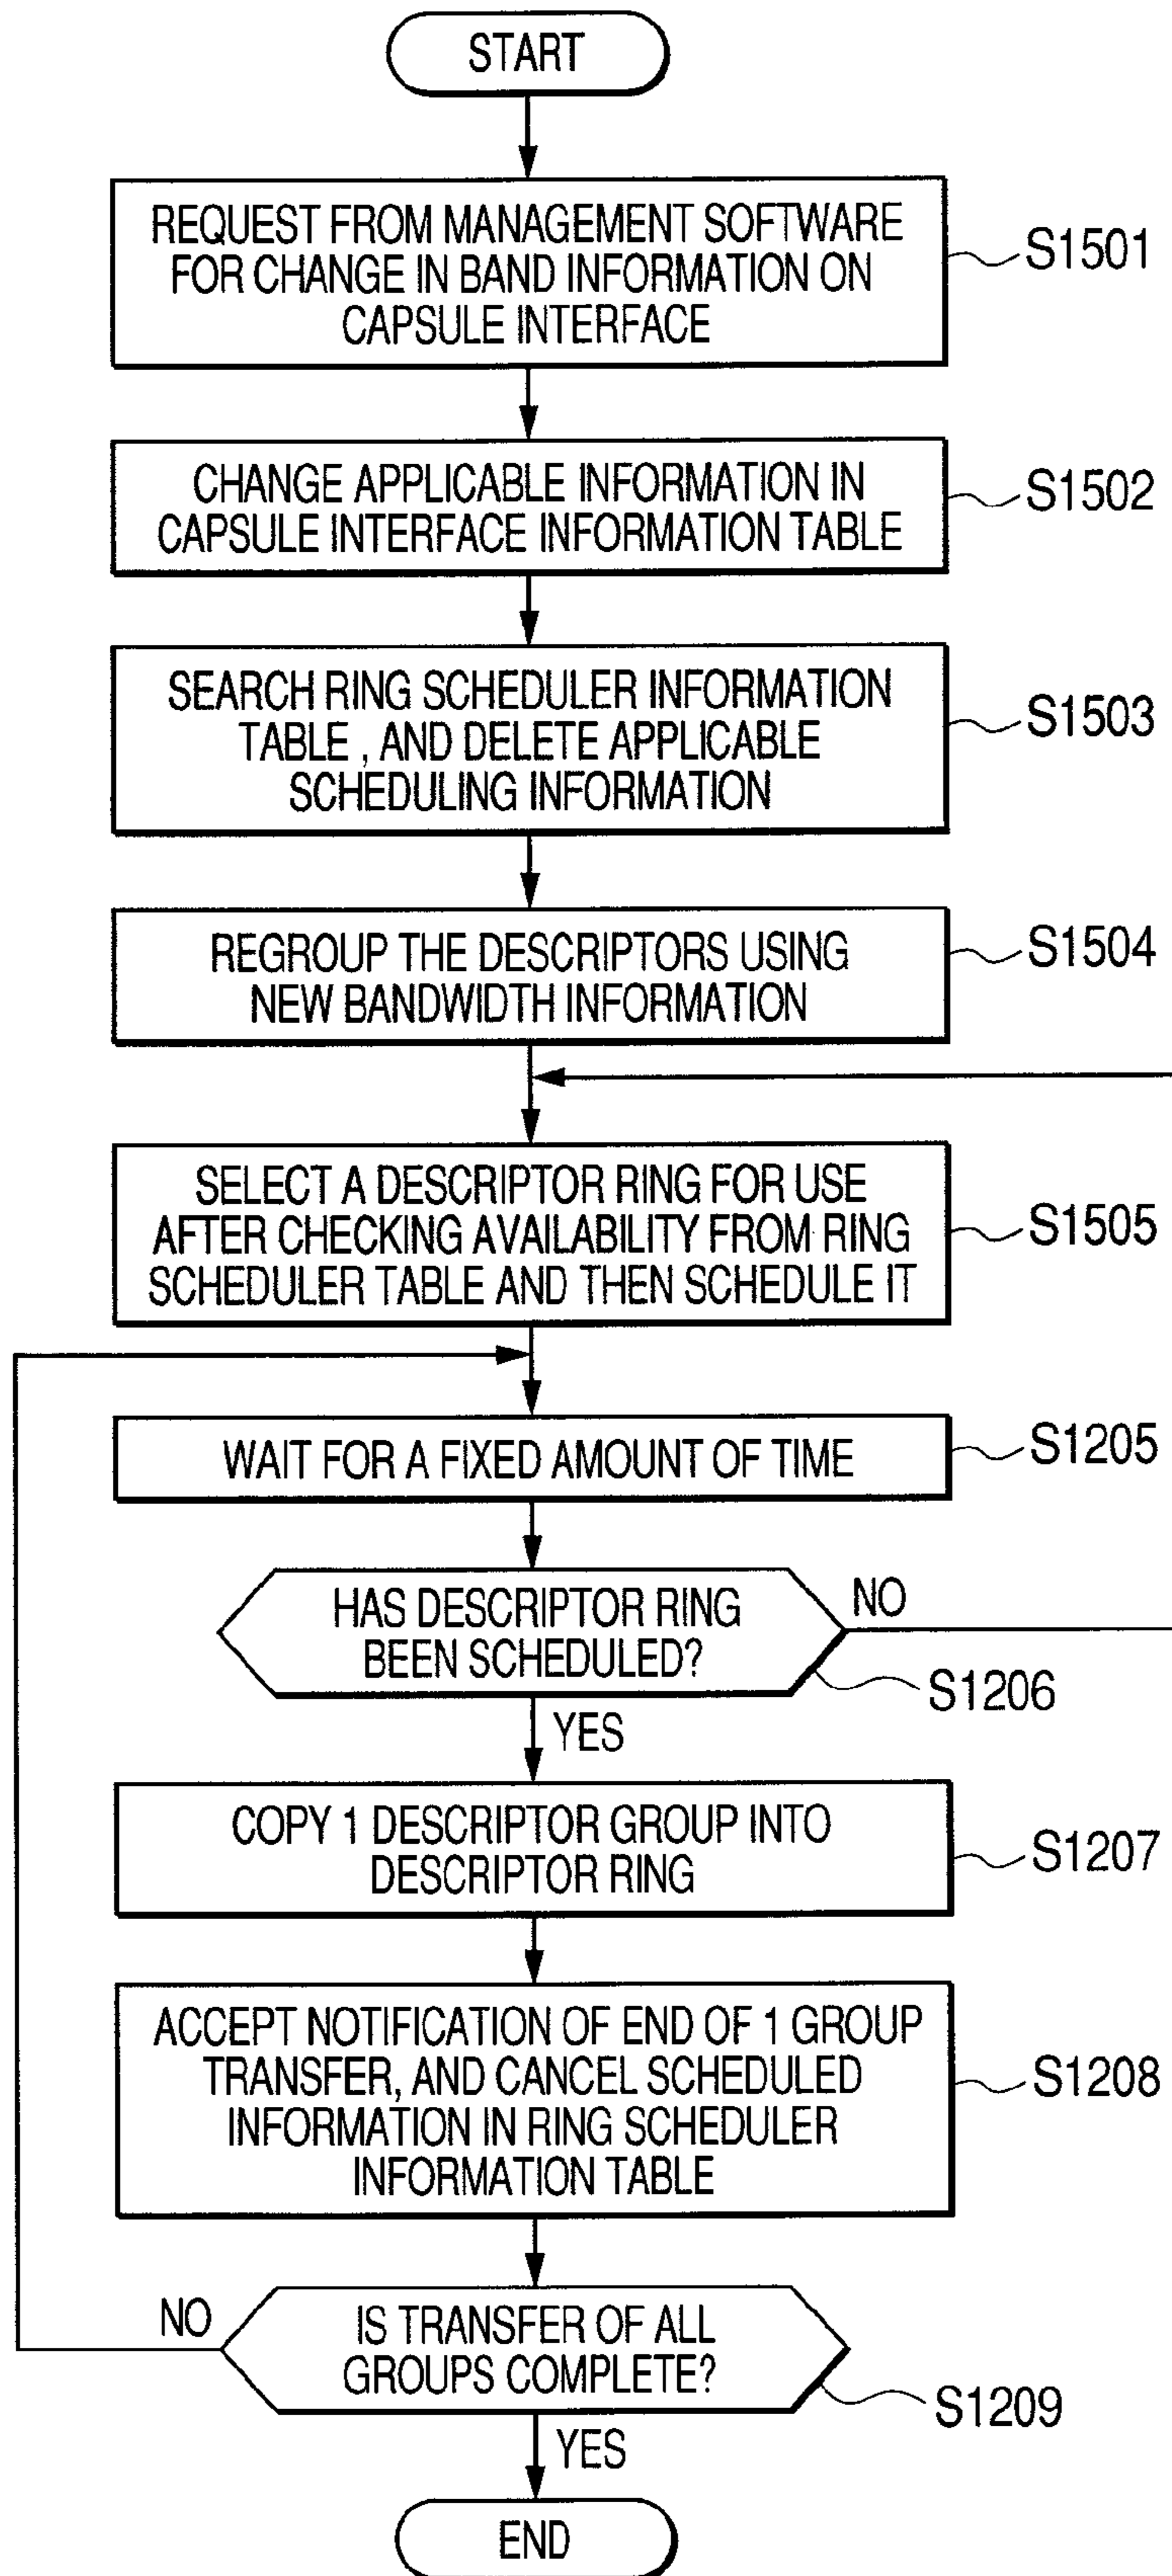 START
REQUEST FROM MANAGEMENT SOFTWARE
FOR CHANGE IN BAND INFORMATION ON
CAPSULE INTERFACE
S1501
CHANGE APPLICABLE INFORMATION IN
CAPSULE INTERFACE INFORMATION TABLE
S1502
SEARCH RING SCHEDULER INFORMATION
TABLE , AND DELETE APPLICABLE
SCHEDULING INFORMATION
S1503
REGROUP THE DESCRIPTORS USING
NEW BANDWIDTH INFORMATION
S1504
SELECT A DESCRIPTOR RING FOR USE
AFTER CHECKING AVAILABILITY FROM RING
SCHEDULER TABLE AND THEN SCHEDULE IT
S1505
WAIT FOR A FIXED AMOUNT OF TIME
S1205
HAS DESCRIPTOR RING
BEEN SCHEDULED?
NO
S1206
YES
COPY 1 DESCRIPTOR GROUP INTO
DESCRIPTOR RING
S1207
ACCEPT NOTIFICATION OF END OF 1 GROUP
TRANSFER, AND CANCEL SCHEDULED
INFORMATION IN RING SCHEDULER
INFORMATION TABLE
S1208
NO
IS TRANSFER OF ALL
GROUPS COMPLETE?
S1209
YES
END